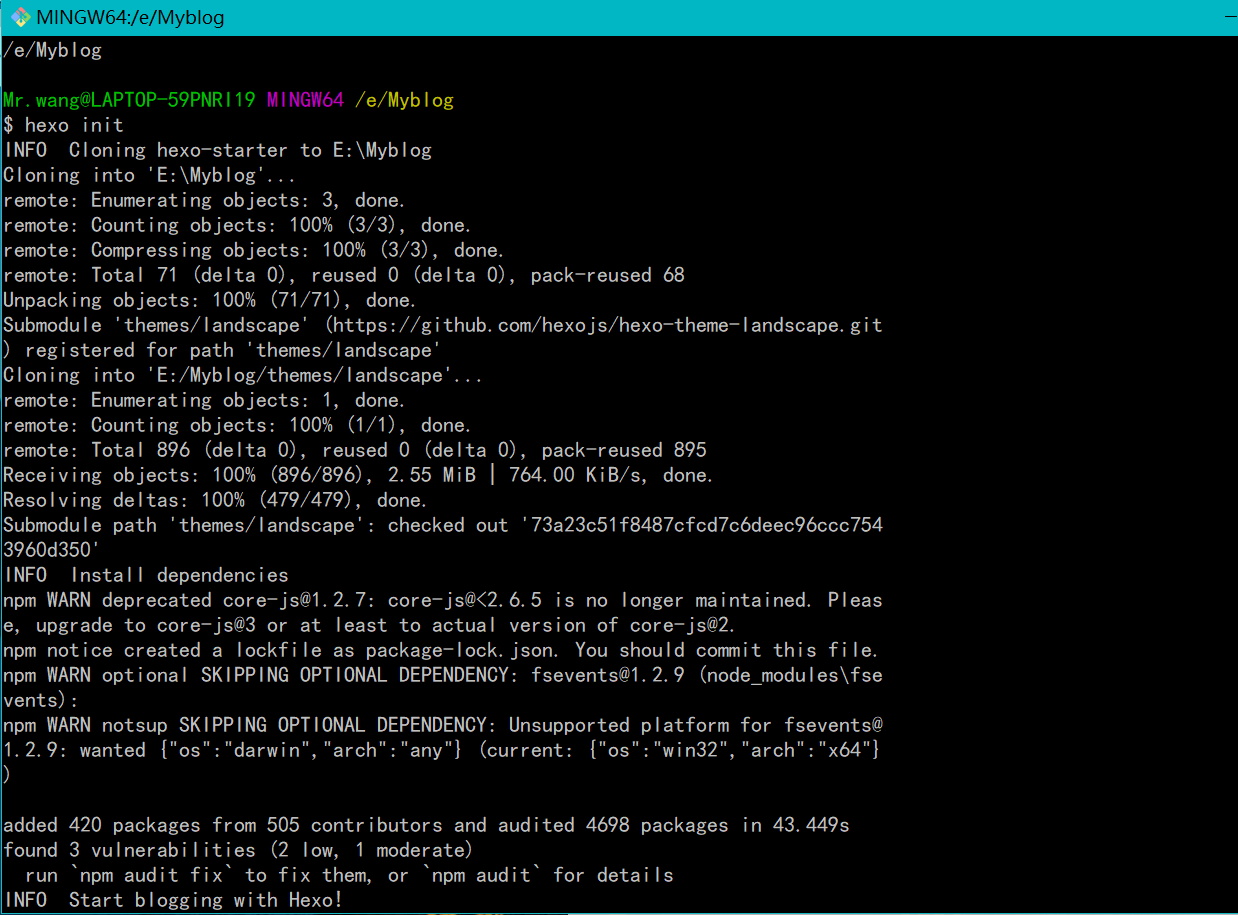 MINGW64:/e/Myblog
/e/Myblog
Mr.wang@LAPTOP-59PNRI19 MINGW64 /e/Myblog
$ hexo init
INFO  Cloning hexo-starter to E:\Myblog
Cloning into 'E:\Myblog'...
remote: Enumerating objects: 3, done.
remote: Counting objects: 100% (3/3), done.
remote: Compressing objects: 100% (3/3), done.
remote: Total 71 (delta 0), reused 0 (delta 0), pack-reused 68
Unpacking objects: 100% (71/71), done.
Submodule 'themes/landscape' (https://github.com/hexojs/hexo-theme-landscape.git
) registered for path 'themes/landscape'
Cloning into 'E:/Myblog/themes/landscape'...
remote: Enumerating objects: 1, done.
remote: Counting objects: 100% (1/1), done.
remote: Total 896 (delta 0), reused 0 (delta 0), pack-reused 895
Receiving objects: 100% (896/896), 2.55 MiB | 764.00 KiB/s, done.
Resolving deltas: 100% (479/479), done.
Submodule path 'themes/landscape': checked out '73a23c51f8487cfcd7c6deec96ccc754
3960d350'
INFO  Install dependencies
npm WARN deprecated core-js@1.2.7: core-js@<2.6.5 is no longer maintained. Pleas
e, upgrade to core-js@3 or at least to actual version of core-js@2.
npm notice created a lockfile as package-lock.json. You should commit this file.
npm WARN optional SKIPPING OPTIONAL DEPENDENCY: fsevents@1.2.9 (node_modules\fse
vents):
npm WARN notsup SKIPPING OPTIONAL DEPENDENCY: Unsupported platform for fsevents@
1.2.9: wanted {"os":"darwin","arch":"any"} (current: {"os":"win32","arch":"x64"}
)
added 420 packages from 505 contributors and audited 4698 packages in 43.449s
found 3 vulnerabilities (2 low, 1 moderate)
  run `npm audit fix` to fix them, or `npm audit` for details
INFO  Start blogging with Hexo!